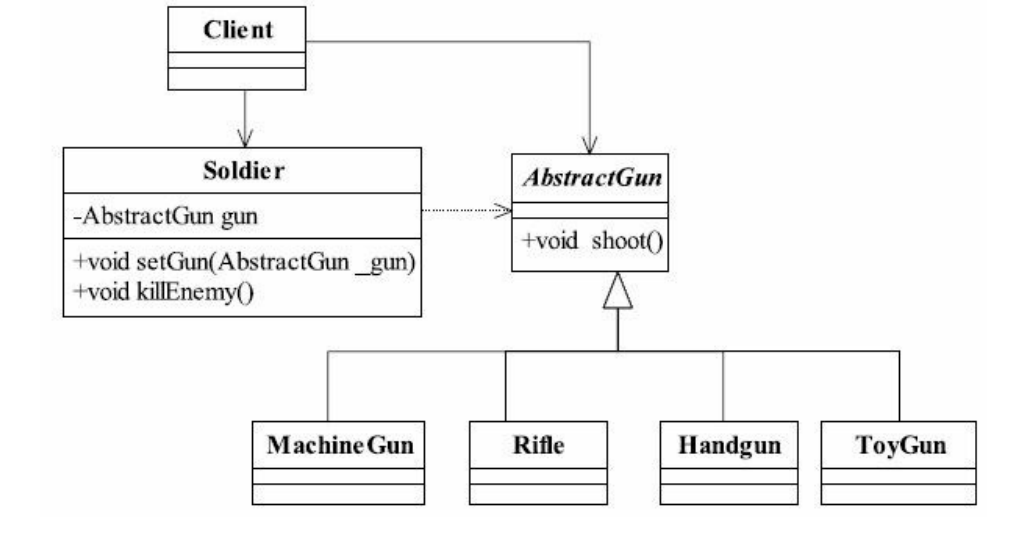 Client
Soldier
-AbstractGun gun
+void setGun(AbstractGun _gun)
+void killEnemy()
AbstractGun
+void shoot()
MachineGun
Rifle
Handgun
ToyGun